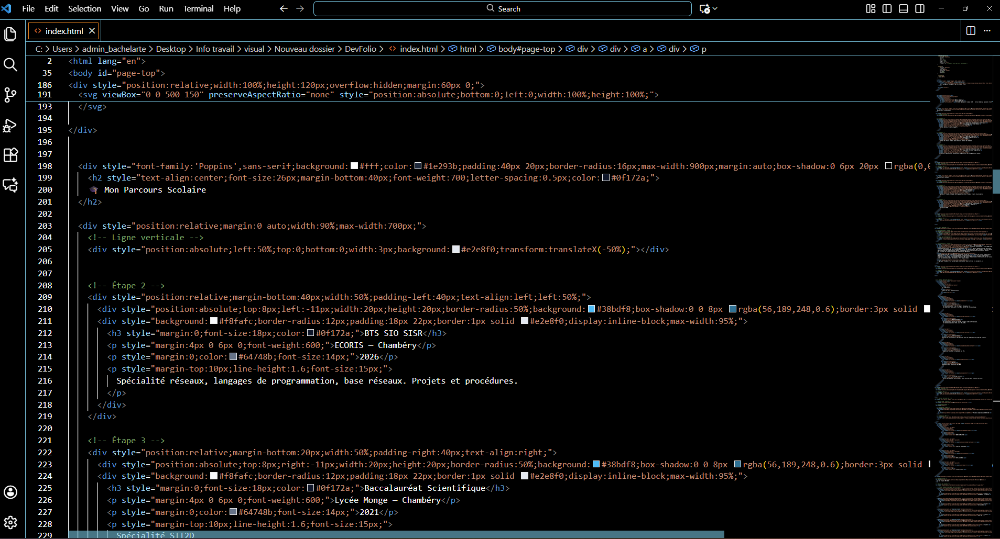 File Edit Selection View Go Run Terminal Help Search
index.html
C: > Users > admin_bachelarte > Desktop > Info travail > visual > Nouveau dossier > DevFolio > index.html > html > body#page-top > div > div > a > div > p
2 <html lang="en">
35 <body id="page-top">
186 <div style="position:relative;width:100%;height:120px;overflow:hidden;margin:60px 0;">
191 <svg viewBox="0 0 500 150" preserveAspectRatio="none" style="position:absolute;bottom:0;left:0;width:100%;height:100%;">
193 </svg>
194
195 </div>
196
197
198 <div style="font-family:'Poppins',sans-serif;background:#fff;color:#1e293b;padding:40px 20px;border-radius:16px;max-width:900px;margin:auto;box-shadow:0 6px 20px rgba(0,0
199 <h2 style="text-align:center;font-size:26px;margin-bottom:40px;font-weight:700;letter-spacing:0.5px;color:#0f172a;">
200 🎓 Mon Parcours Scolaire
201 </h2>
202
203 <div style="position:relative;margin:0 auto;width:90%;max-width:700px;">
204 <!-- Ligne verticale -->
205 <div style="position:absolute;left:50%;top:0;bottom:0;width:3px;background:#e2e8f0;transform:translateX(-50%);"></div>
206
207
208 <!-- Étape 2 -->
209 <div style="position:relative;margin-bottom:40px;width:50%;padding-left:40px;text-align:left;left:50%;">
210 <div style="position:absolute;top:8px;left:-11px;width:20px;height:20px;border-radius:50%;background:#38bdf8;box-shadow:0 0 8px rgba(56,189,248,0.6);border:3px solid
211 <div style="background:#f8fafc;border-radius:12px;padding:18px 22px;border:1px solid #e2e8f0;display:inline-block;max-width:95%;">
212 <h3 style="margin:0;font-size:18px;color:#0f172a;">BTS SIO SISR</h3>
213 <p style="margin:4px 0 6px 0;font-weight:600;">ECORIS – Chambéry</p>
214 <p style="margin:0;color:#64748b;font-size:14px;">2026</p>
215 <p style="margin-top:10px;line-height:1.6;font-size:15px;">
216 Spécialité réseaux, langages de programmation, base réseaux. Projets et procédures.
217 </p>
218 </div>
219 </div>
220
221 <!-- Étape 3 -->
222 <div style="position:relative;margin-bottom:20px;width:50%;padding-right:40px;text-align:right;">
223 <div style="position:absolute;top:8px;right:-11px;width:20px;height:20px;border-radius:50%;background:#38bdf8;box-shadow:0 0 8px rgba(56,189,248,0.6);border:3px solid
224 <div style="background:#f8fafc;border-radius:12px;padding:18px 22px;border:1px solid #e2e8f0;display:inline-block;max-width:95%;">
225 <h3 style="margin:0;font-size:18px;color:#0f172a;">Baccalauréat Scientifique</h3>
226 <p style="margin:4px 0 6px 0;font-weight:600;">Lycée Monge – Chambéry</p>
227 <p style="margin:0;color:#64748b;font-size:14px;">2021</p>
228 <p style="margin-top:10px;line-height:1.6;font-size:15px;">
229 Spécialité STI2D